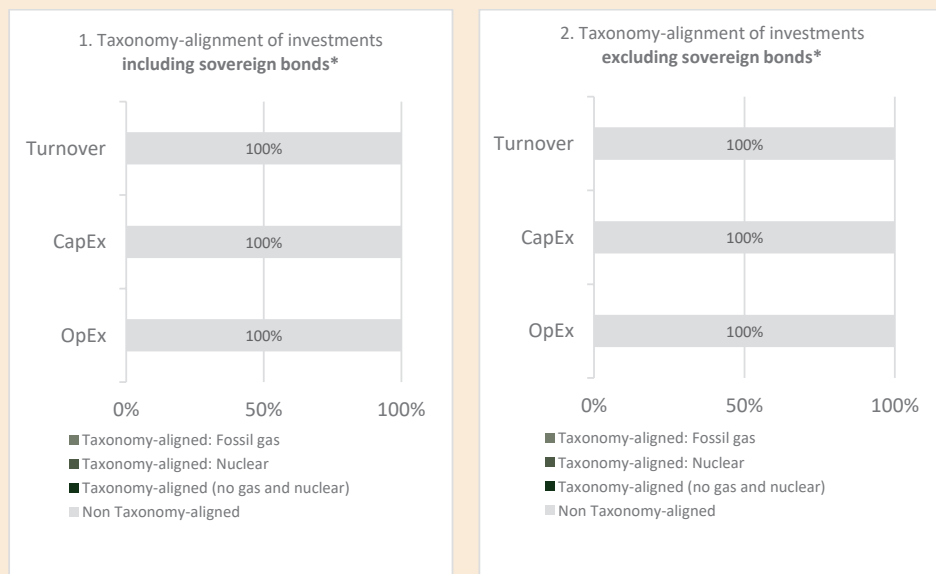 1. Taxonomy-alignment of investments
including sovereign bonds*
Turnover
100%
CapEx
100%
OpEx
100%
0%
50%
100%
Taxonomy-aligned: Fossil gas
Taxonomy-aligned: Nuclear
Taxonomy-aligned (no gas and nuclear)
Non Taxonomy-aligned
2. Taxonomy-alignment of investments
excluding sovereign bonds*
Turnover
100%
CapEx
100%
OpEx
100%
0%
50%
100%
Taxonomy-aligned: Fossil gas
Taxonomy-aligned: Nuclear
Taxonomy-aligned (no gas and nuclear)
Non Taxonomy-aligned